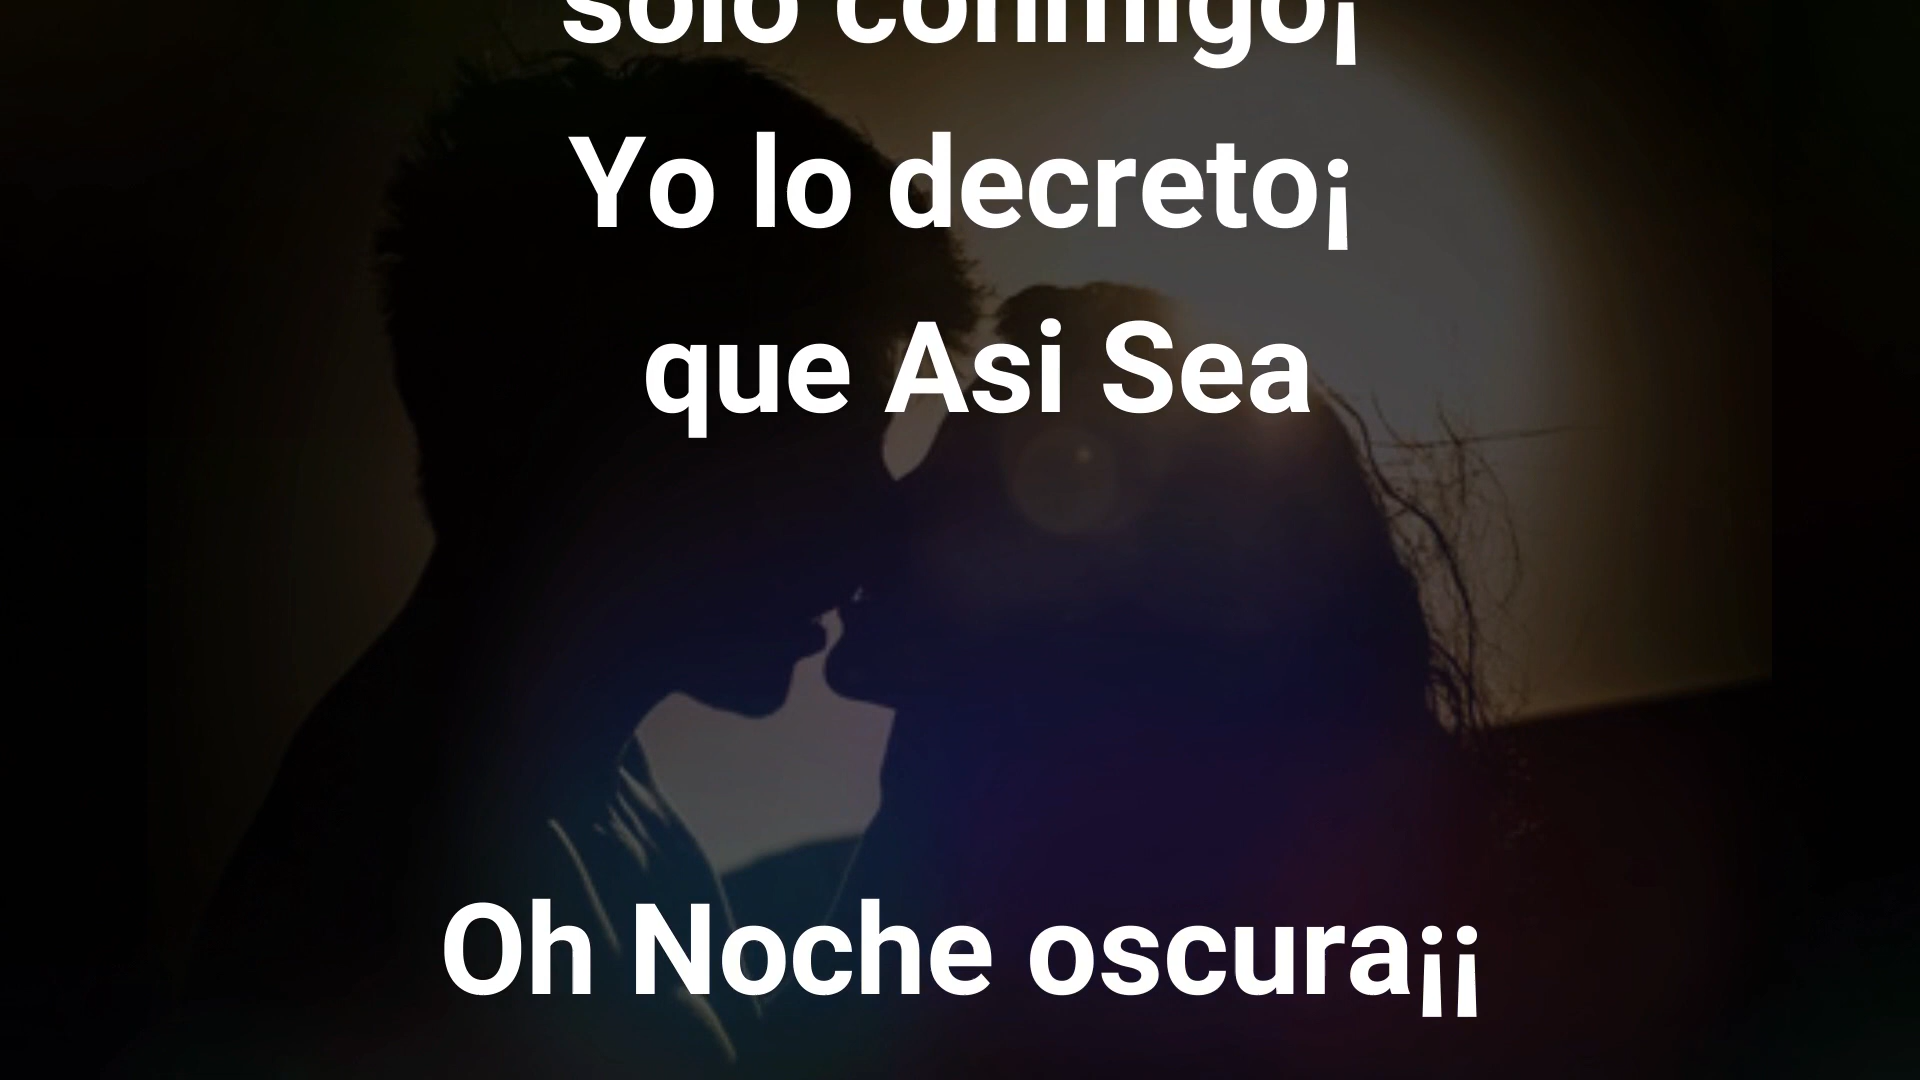 solo conmigo¡
Yo lo decreto¡
que Asi Sea
Oh Noche oscura¡¡